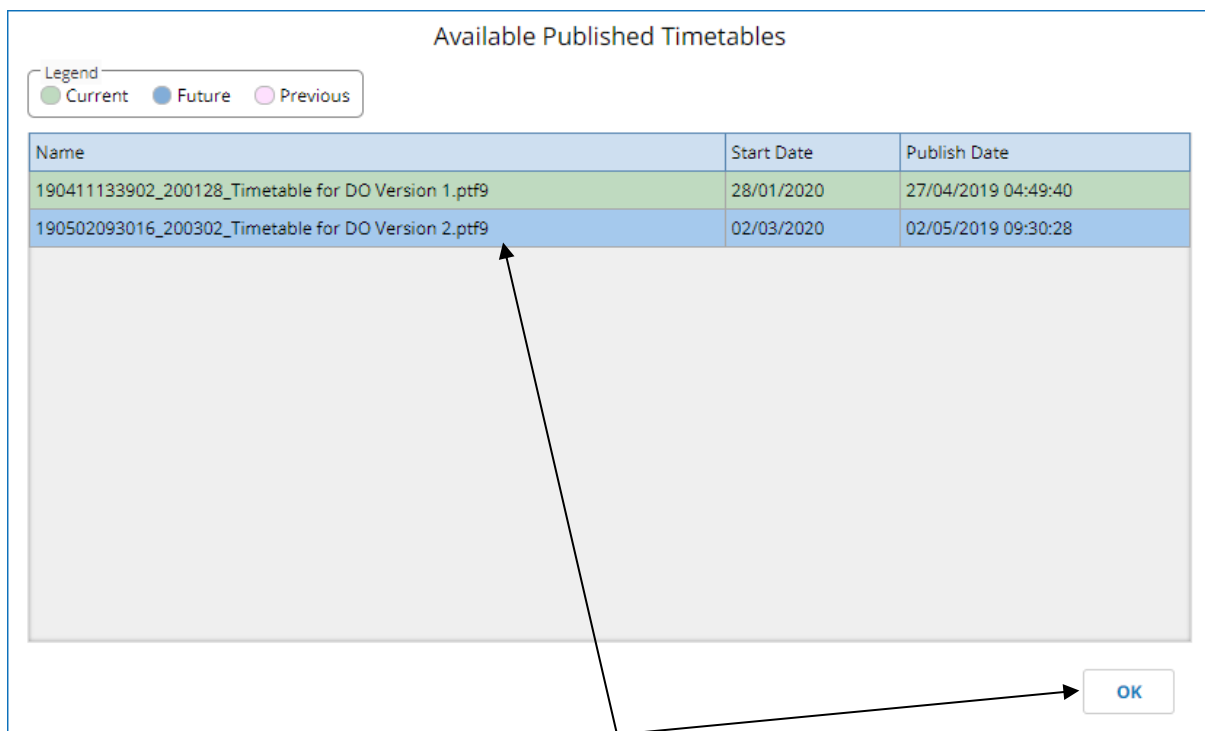 Available Published Timetables
Legend
Current Future Previous
Name Start Date Publish Date
190411133902_200128_Timetable for DO Version 1.ptf9 28/01/2020 27/04/2019 04:49:40
190502093016_200302_Timetable for DO Version 2.ptf9 02/03/2020 02/05/2019 09:30:28
OK